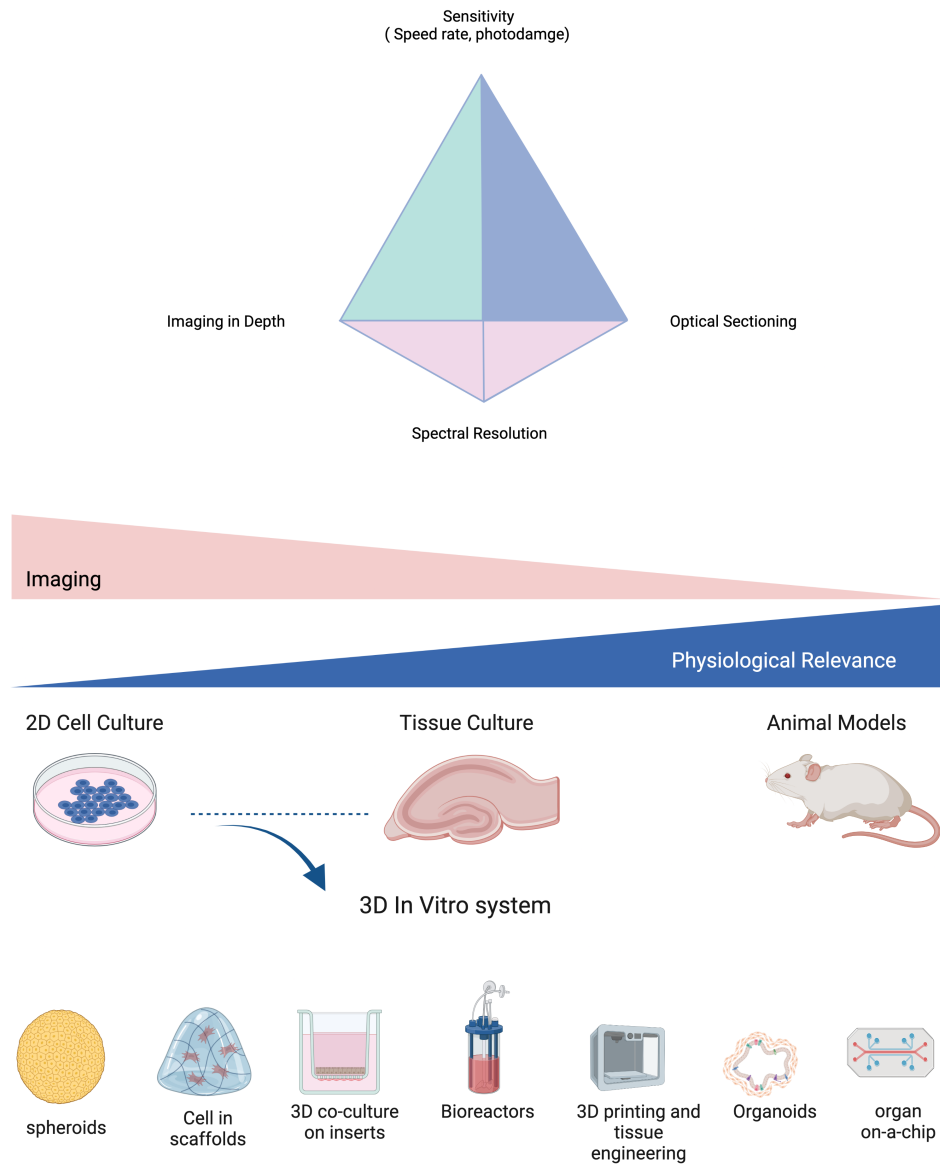 Sensitivity
( Speed rate, photodamge)
Imaging in Depth
Optical Sectioning
Spectral Resolution
Imaging
Physiological Relevance
2D Cell Culture
Tissue Culture
Animal Models
3D In Vitro system
spheroids
Cell in
scaffolds
3D co-culture
on inserts
Bioreactors
3D printing and
tissue
engineering
Organoids
organ
on-a-chip